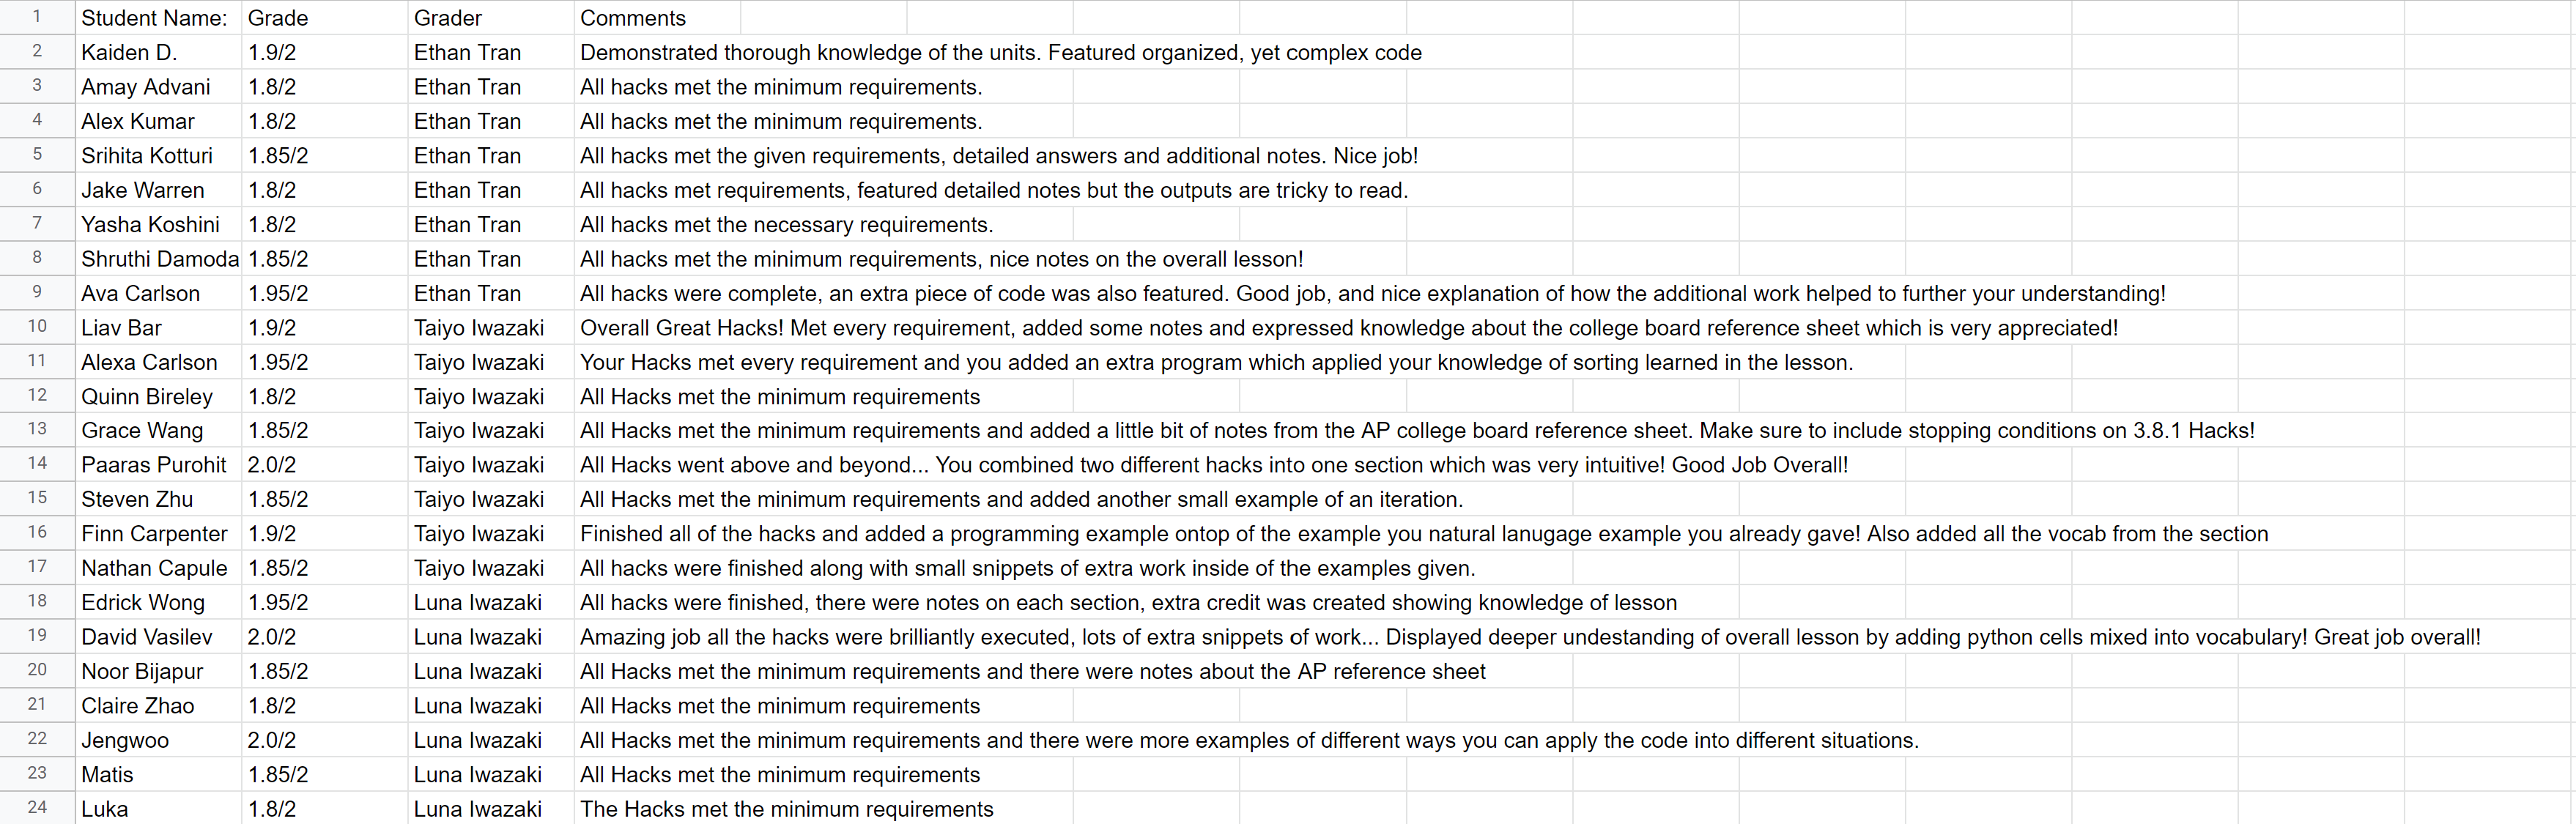 1 Student Name: Grade Grader Comments
2 Kaiden D. 1.9/2 Ethan Tran Demonstrated thorough knowledge of the units. Featured organized, yet complex code
3 Amay Advani 1.8/2 Ethan Tran All hacks met the minimum requirements.
4 Alex Kumar 1.8/2 Ethan Tran All hacks met the minimum requirements.
5 Srihita Kotturi 1.85/2 Ethan Tran All hacks met the given requirements, detailed answers and additional notes. Nice job!
6 Jake Warren 1.8/2 Ethan Tran All hacks met requirements, featured detailed notes but the outputs are tricky to read.
7 Yasha Koshini 1.8/2 Ethan Tran All hacks met the necessary requirements.
8 Shruthi Damoda 1.85/2 Ethan Tran All hacks met the minimum requirements, nice notes on the overall lesson!
9 Ava Carlson 1.95/2 Ethan Tran All hacks were complete, an extra piece of code was also featured. Good job, and nice explanation of how the additional work helped to further your understanding!
10 Liav Bar 1.9/2 Taiyo Iwazaki Overall Great Hacks! Met every requirement, added some notes and expressed knowledge about the college board reference sheet which is very appreciated!
11 Alexa Carlson 1.95/2 Taiyo Iwazaki Your Hacks met every requirement and you added an extra program which applied your knowledge of sorting learned in the lesson.
12 Quinn Bireley 1.8/2 Taiyo Iwazaki All Hacks met the minimum requirements
13 Grace Wang 1.85/2 Taiyo Iwazaki All Hacks met the minimum requirements and added a little bit of notes from the AP college board reference sheet. Make sure to include stopping conditions on 3.8.1 Hacks!
14 Paaras Purohit 2.0/2 Taiyo Iwazaki All Hacks went above and beyond... You combined two different hacks into one section which was very intuitive! Good Job Overall!
15 Steven Zhu 1.85/2 Taiyo Iwazaki All Hacks met the minimum requirements and added another small example of an iteration.
16 Finn Carpenter 1.9/2 Taiyo Iwazaki Finished all of the hacks and added a programming example ontop of the example you natural lanugage example you already gave! Also added all the vocab from the section
17 Nathan Capule 1.85/2 Taiyo Iwazaki All hacks were finished along with small snippets of extra work inside of the examples given.
18 Edrick Wong 1.95/2 Luna Iwazaki All hacks were finished, there were notes on each section, extra credit was created showing knowledge of lesson
19 David Vasilev 2.0/2 Luna Iwazaki Amazing job all the hacks were brilliantly executed, lots of extra snippets of work... Displayed deeper undestanding of overall lesson by adding python cells mixed into vocabulary! Great job overall!
20 Noor Bijapur 1.85/2 Luna Iwazaki All Hacks met the minimum requirements and there were notes about the AP reference sheet
21 Claire Zhao 1.8/2 Luna Iwazaki All Hacks met the minimum requirements
22 Jengwoo 2.0/2 Luna Iwazaki All Hacks met the minimum requirements and there were more examples of different ways you can apply the code into different situations.
23 Matis 1.85/2 Luna Iwazaki All Hacks met the minimum requirements
24 Luka 1.8/2 Luna Iwazaki The Hacks met the minimum requirements